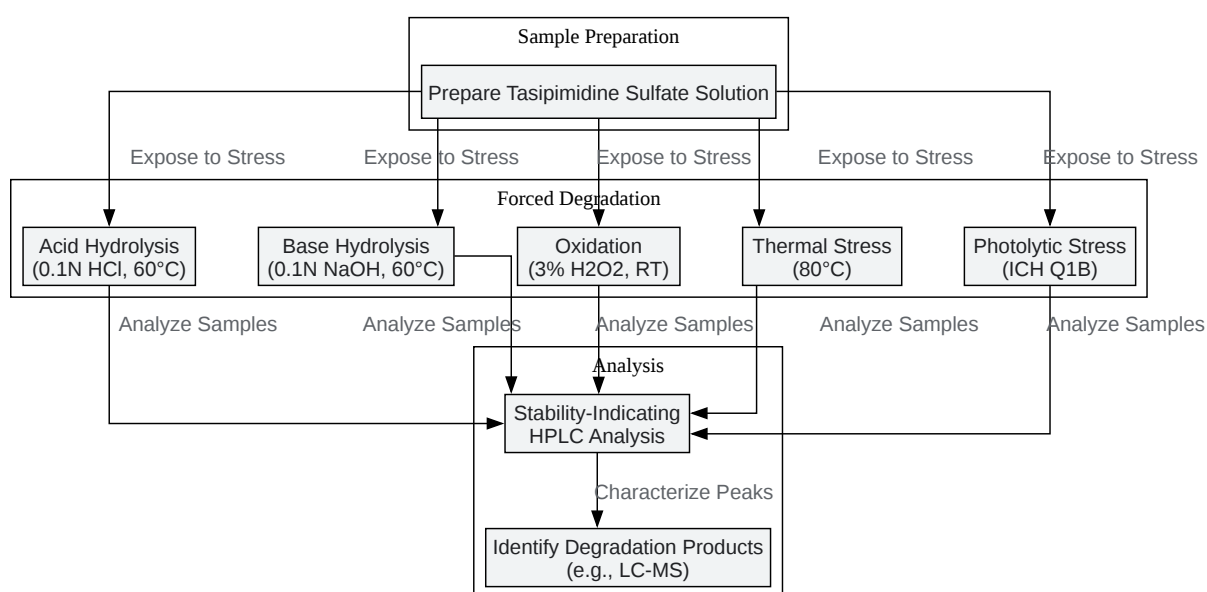 Sample Preparation
Prepare Tasipimidine Sulfate Solution
Expose to Stress
Expose to Stress
Expose to Stress
Expose to Stress
Expose to Stress
Forced Degradation
Acid Hydrolysis
(0.1N HCl, 60°C)
Base Hydrolysis
(0.1N NaOH, 60°C)
Oxidation
(3% H2O2, RT)
Thermal Stress
(80°C)
Photolytic Stress
(ICH Q1B)
Analyze Samples
Analyze Samples
Analyze Samples
Analyze Samples
Analyze Samples
Analysis
Stability-Indicating
HPLC Analysis
Characterize Peaks
Identify Degradation Products
(e.g., LC-MS)